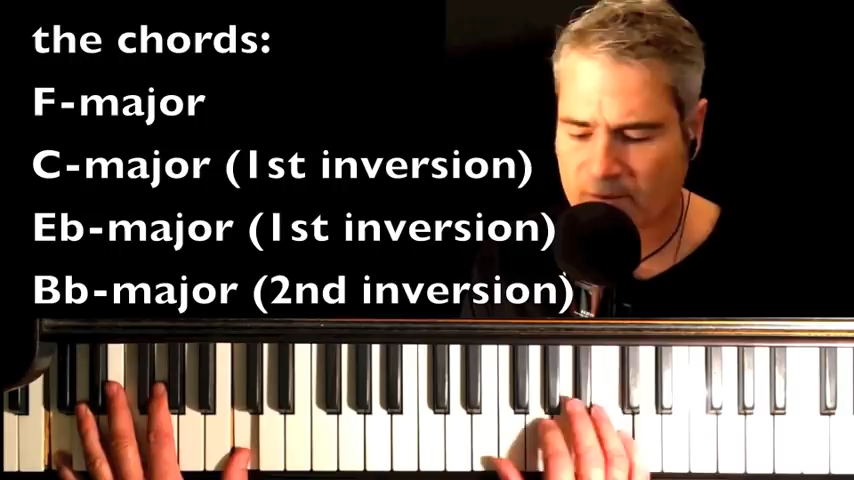 the chords:
F-major
C-major (1st inversion)
Eb-major (1st inversion)
Bb-major (2nd inversion)